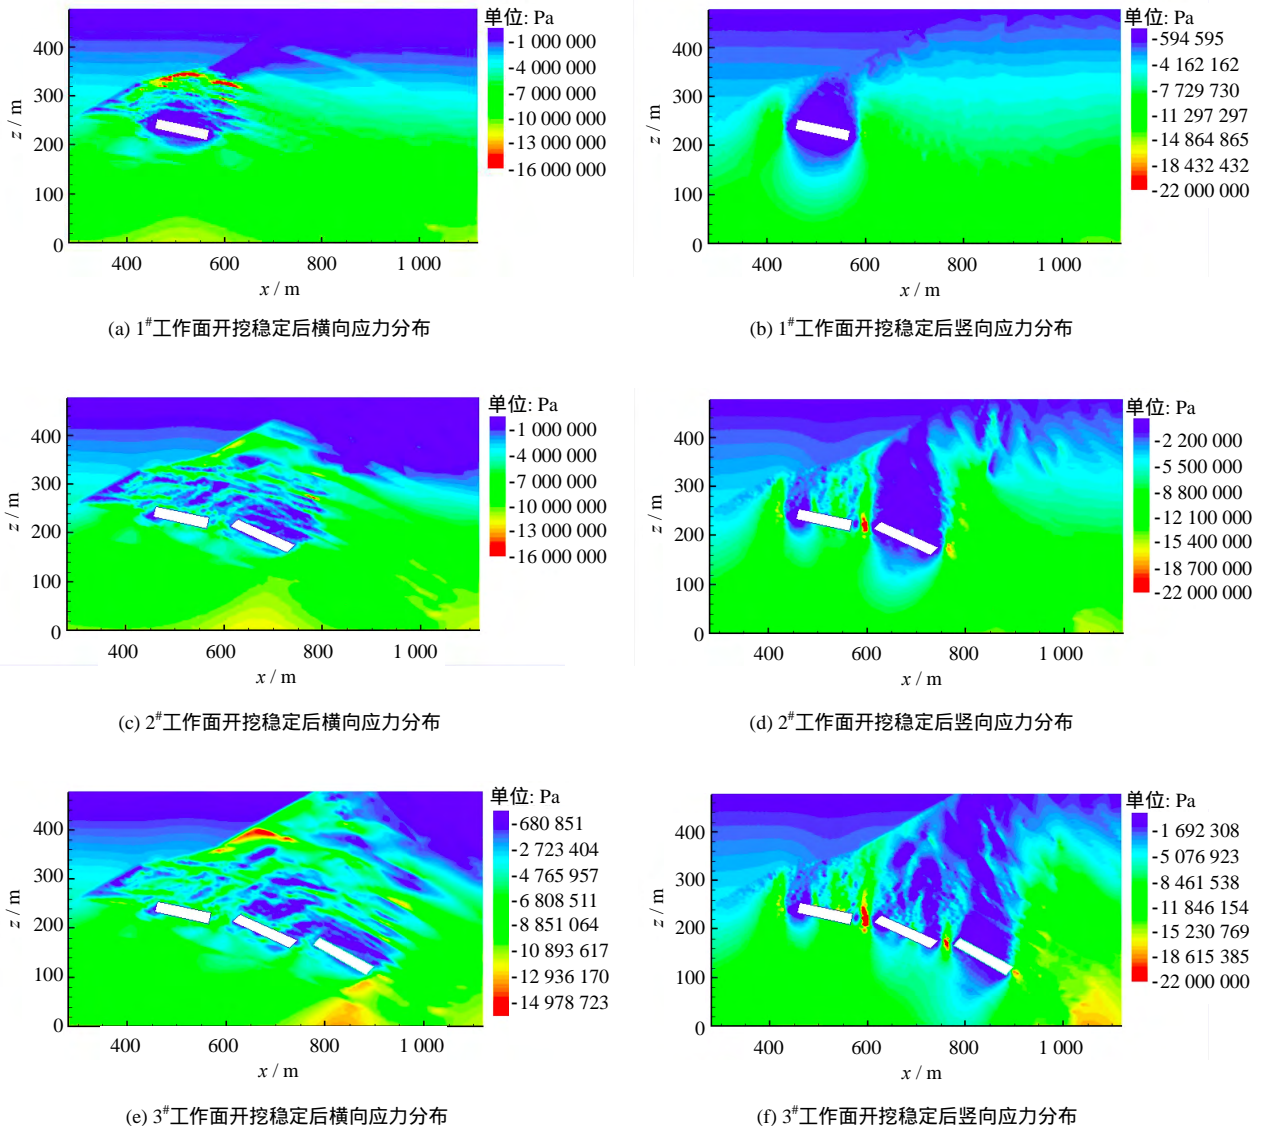 单位: Pa
-1 000 000
-4 000 000
-7 000 000
-10 000 000
-13 000 000
-16 000 000
400
300
200
100
0
z / m
400 600 800 1 000
x / m
(a) 1#工作面开挖稳定后横向应力分布
单位: Pa
-594 595
-4 162 162
-7 729 730
-11 297 297
-14 864 865
-18 432 432
-22 000 000
400
300
200
100
0
z / m
400 600 800 1 000
x / m
(b) 1#工作面开挖稳定后竖向应力分布
单位: Pa
-1 000 000
-4 000 000
-7 000 000
-10 000 000
-13 000 000
-16 000 000
400
300
200
100
0
z / m
400 600 800 1 000
x / m
(c) 2#工作面开挖稳定后横向应力分布
单位: Pa
-2 200 000
-5 500 000
-8 800 000
-12 100 000
-15 400 000
-18 700 000
-22 000 000
400
300
200
100
0
z / m
400 600 800 1 000
x / m
(d) 2#工作面开挖稳定后竖向应力分布
单位: Pa
-680 851
-2 723 404
-4 765 957
-6 808 511
-8 851 064
-10 893 617
-12 936 170
-14 978 723
400
300
200
100
0
z / m
400 600 800 1 000
x / m
(e) 3#工作面开挖稳定后横向应力分布
单位: Pa
-1 692 308
-5 076 923
-8 461 538
-11 846 154
-15 230 769
-18 615 385
-22 000 000
400
300
200
100
0
z / m
400 600 800 1 000
x / m
(f) 3#工作面开挖稳定后竖向应力分布